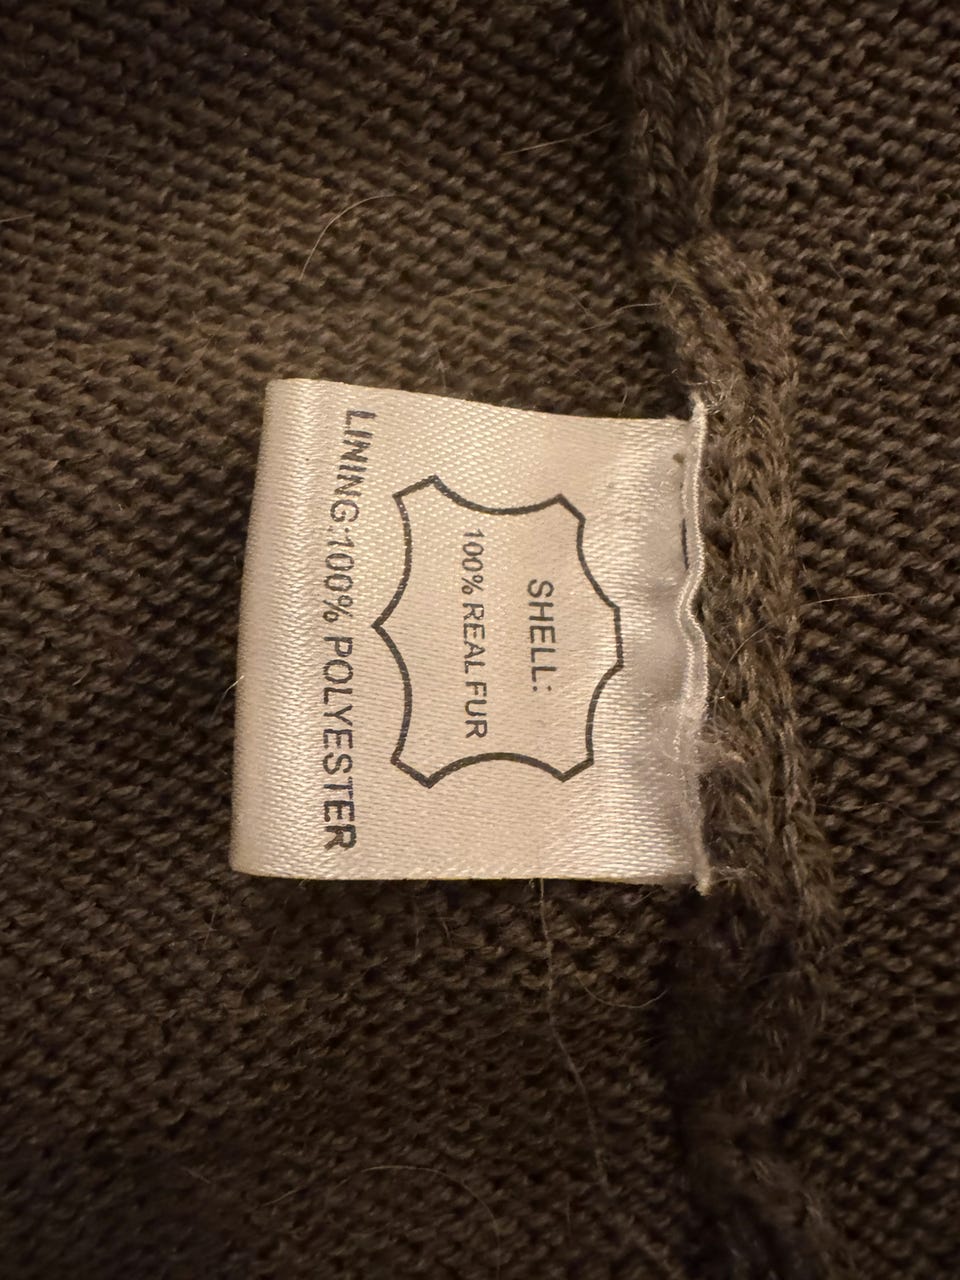 SHELL:
100% REAL FUR
LINING:100% POLYESTER